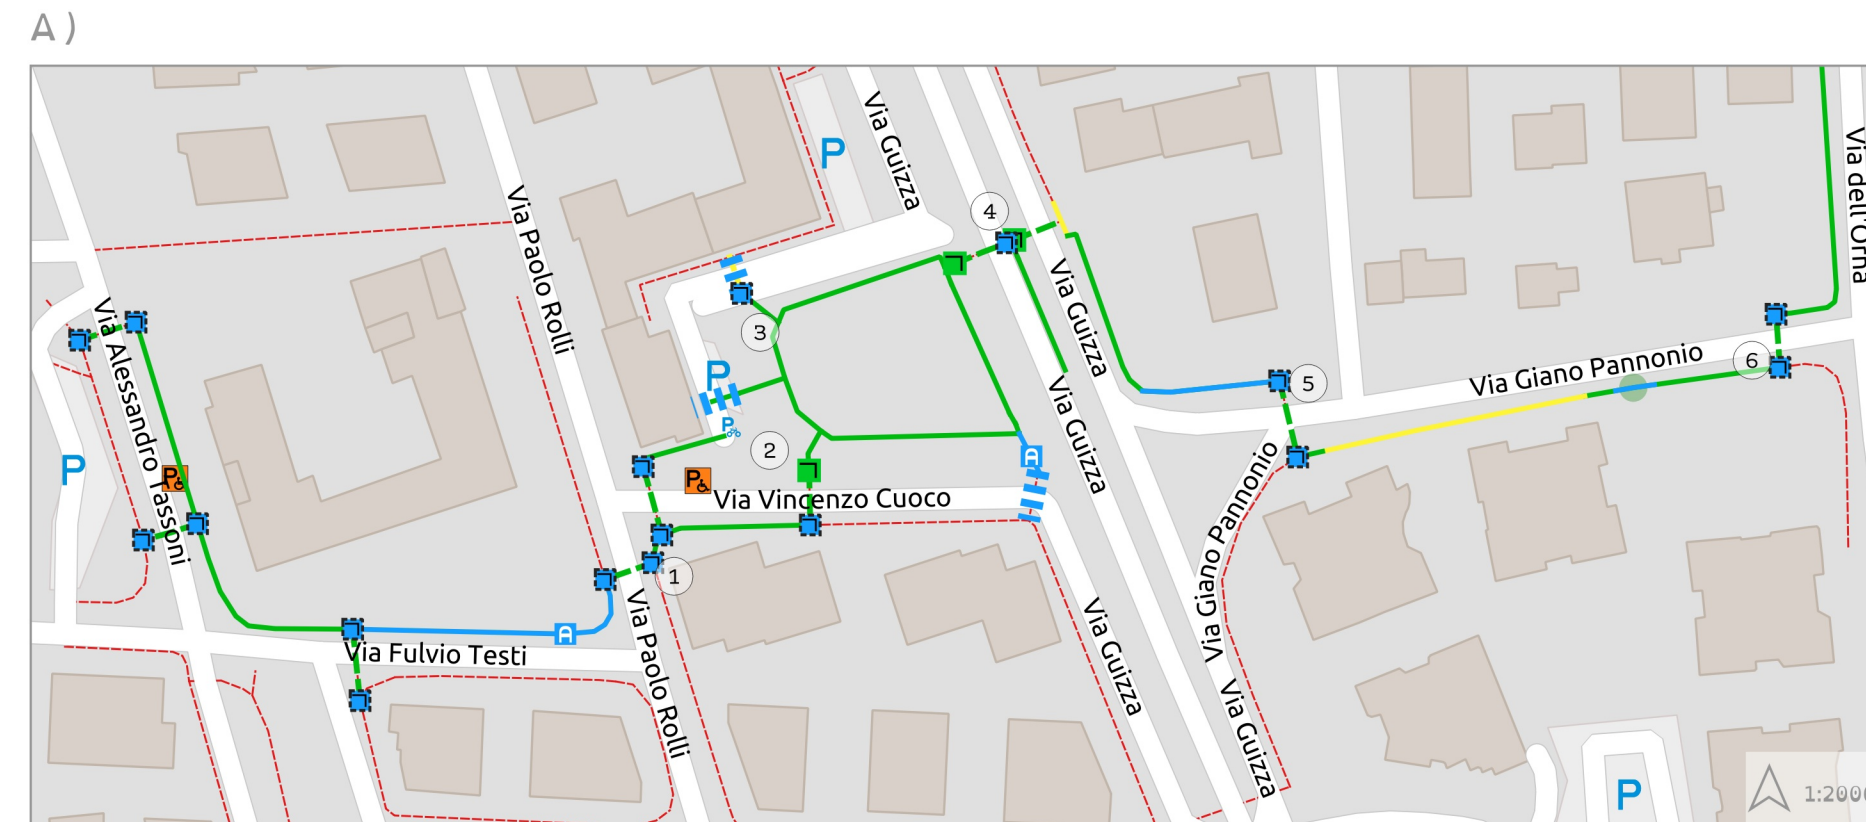 A)
Via Guizza
P
4
Via dell'Orna
Via Paolo Rolli
Via Guizza
3
6
Via Giano Pannonio
5
Via Alessandro Tassoni
P
P
Via Guizza
2
P
P
P
Via Vincenzo Cuoco
A
Via Giano Pannonio
1
A
Via Fulvio Testi
Via Paolo Rolli
Via Guizza
Via Guizza
P
1:2000